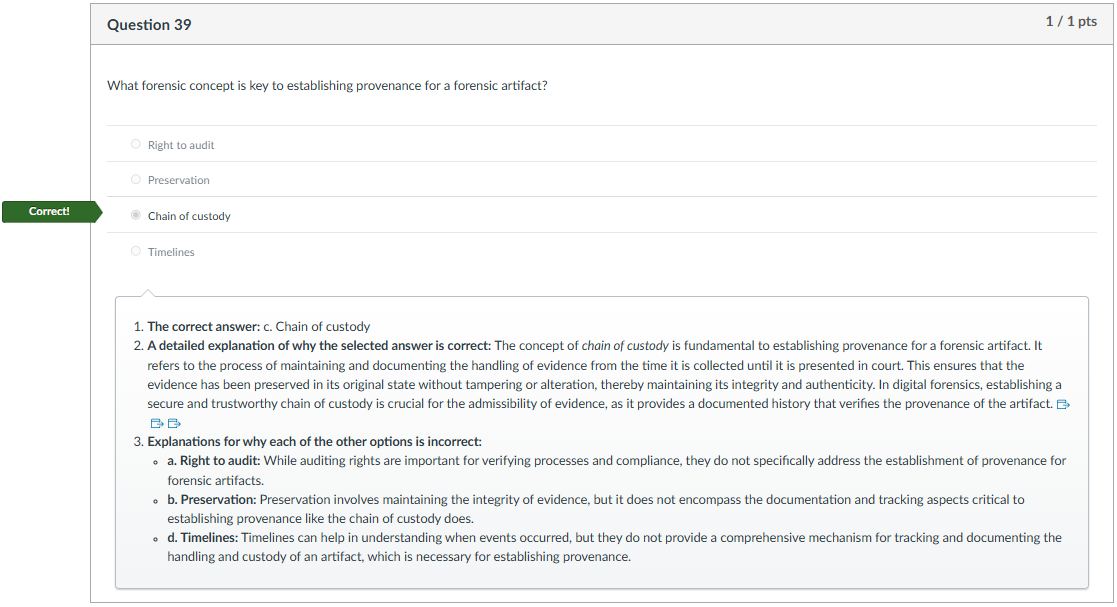 Question 39
1 / 1 pts
What forensic concept is key to establishing provenance for a forensic artifact?
Right to audit
Preservation
Correct!
Chain of custody
Timelines
1. The correct answer: c. Chain of custody
2. A detailed explanation of why the selected answer is correct: The concept of chain of custody is fundamental to establishing provenance for a forensic artifact. It
refers to the process of maintaining and documenting the handling of evidence from the time it is collected until it is presented in court. This ensures that the
evidence has been preserved in its original state without tampering or alteration, thereby maintaining its integrity and authenticity. In digital forensics, establishing a
secure and trustworthy chain of custody is crucial for the admissibility of evidence, as it provides a documented history that verifies the provenance of the artifact.
3. Explanations for why each of the other options is incorrect:
a. Right to audit: While auditing rights are important for verifying processes and compliance, they do not specifically address the establishment of provenance for
forensic artifacts.
b. Preservation: Preservation involves maintaining the integrity of evidence, but it does not encompass the documentation and tracking aspects critical to
establishing provenance like the chain of custody does.
d. Timelines: Timelines can help in understanding when events occurred, but they do not provide a comprehensive mechanism for tracking and documenting the
handling and custody of an artifact, which is necessary for establishing provenance.